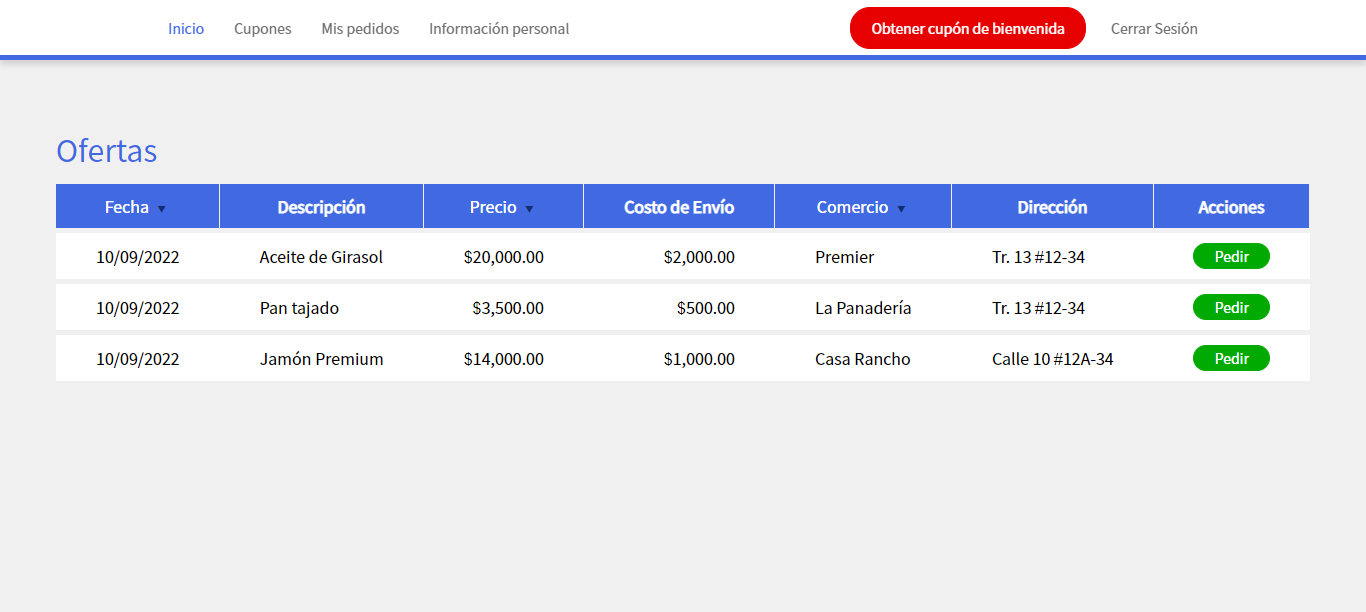 Inicio Cupones Mis pedidos Información personal Obtener cupón de bienvenida Cerrar Sesión
Ofertas
Fecha Descripción Precio Costo de Envío Comercio Dirección Acciones
10/09/2022 Aceite de Girasol $20,000.00 $2,000.00 Premier Tr. 13 #12-34 Pedir
10/09/2022 Pan tajado $3,500.00 $500.00 La Panadería Tr. 13 #12-34 Pedir
10/09/2022 Jamón Premium $14,000.00 $1,000.00 Casa Rancho Calle 10 #12A-34 Pedir